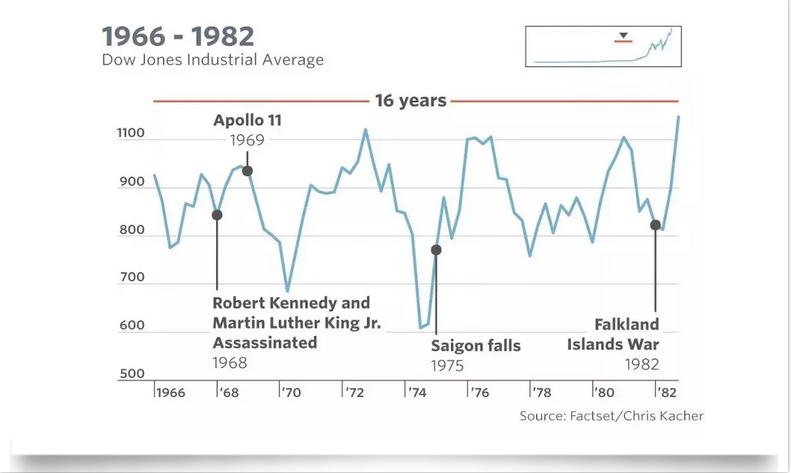 1966 - 1982
Dow Jones Industrial Average
16 years
Apollo 11
1969
1100
900
800
700
600
500
Robert Kennedy and
Martin Luther King Jr.
Assassinated
1968
Saigon falls
1975
Falkland
Islands War
1982
1966 '68 '70 '72 '74 '76 '78 '80 '82
Source: Factset/Chris Kacher